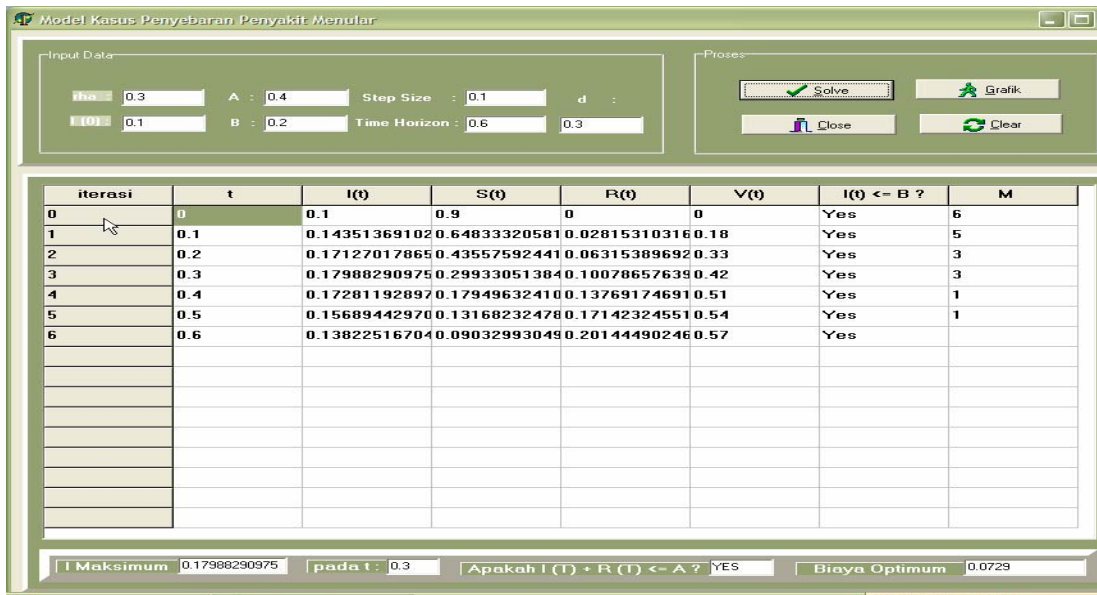 Model Kasus Penyebaran Penyakit Menular
Input Data
rha : 0.3 A : 0.4 Step Size : 0.1 d :
I (0) : 0.1 B : 0.2 Time Horizon : 0.6 0.3
Proses
Solve Grafik
Close Clear
iterasi t I(t) S(t) R(t) V(t) I(t) <= B ? M
0 0 0.1 0.9 0 0 Yes 6
1 0.1 0.14351369102 0.64833320581 0.02815310316 0.18 Yes 5
2 0.2 0.17127017865 0.43557592441 0.06315389692 0.33 Yes 3
3 0.3 0.17988290975 0.29933051384 0.10078657639 0.42 Yes 3
4 0.4 0.17281192897 0.17949632410 0.13769174691 0.51 Yes 1
5 0.5 0.15689442970 0.13168232478 0.17142324551 0.54 Yes 1
6 0.6 0.13822516704 0.09032993049 0.20144490246 0.57 Yes
I Maksimum 0.17988290975 pada t : 0.3 Apakah I (T) + R (T) <= A ? YES Biaya Optimum 0.0729